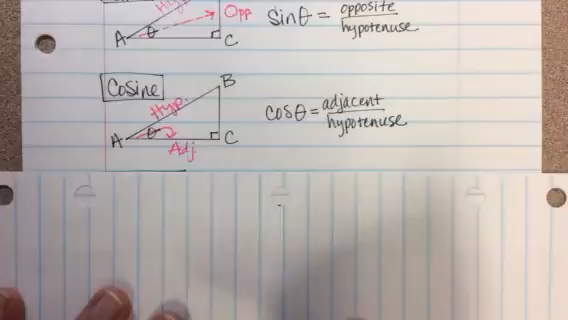 Opp
A θ C
sinθ = opposite
hypotenuse
Cosine
B
Hyp.
cosθ = adjacent
hypotenuse
A θ C
Adj.